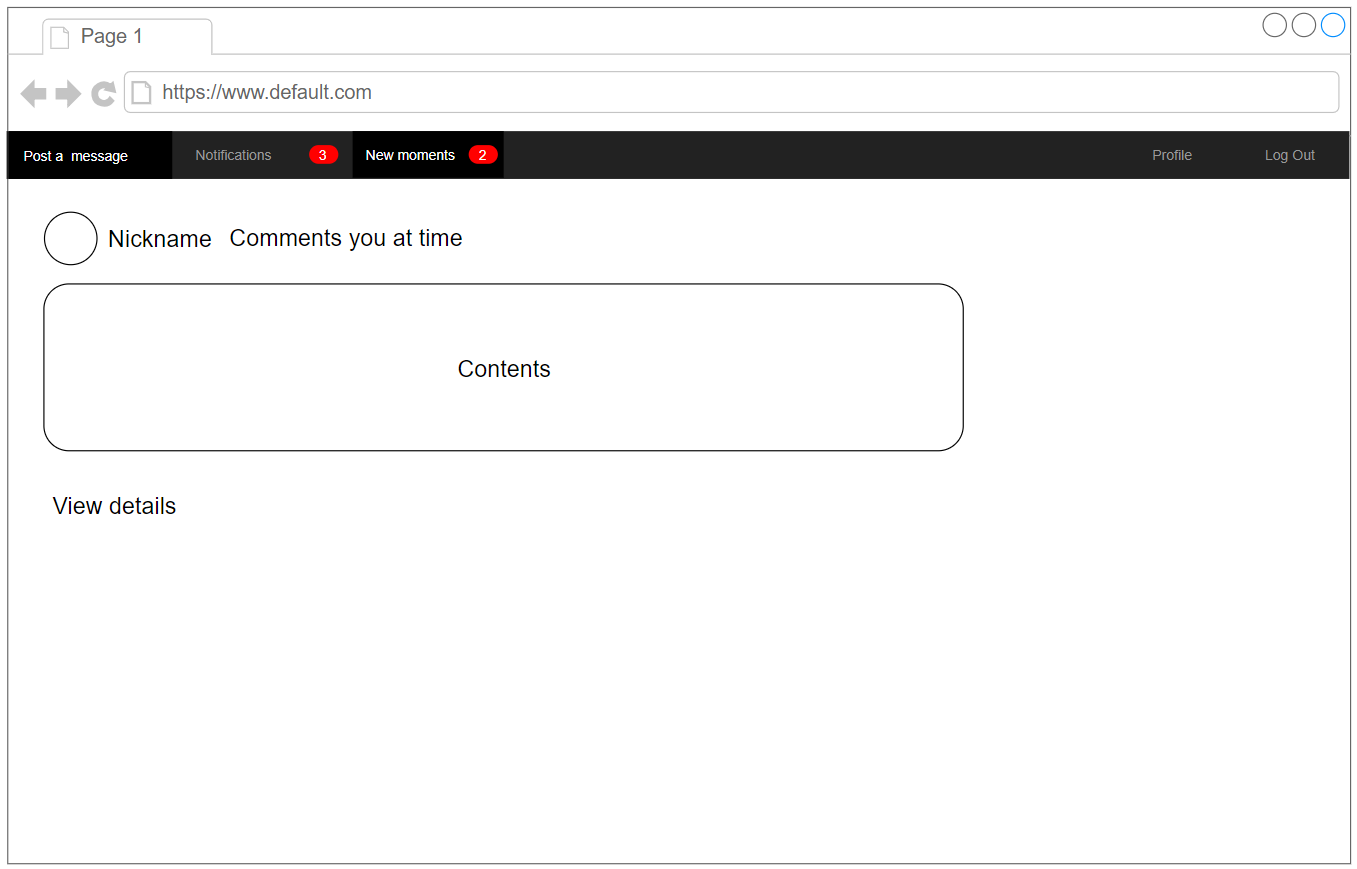 Page 1
https://www.default.com
Post a  message Notifications 3 New moments 2 Profile Log Out
Nickname Comments you at time
Contents
View details